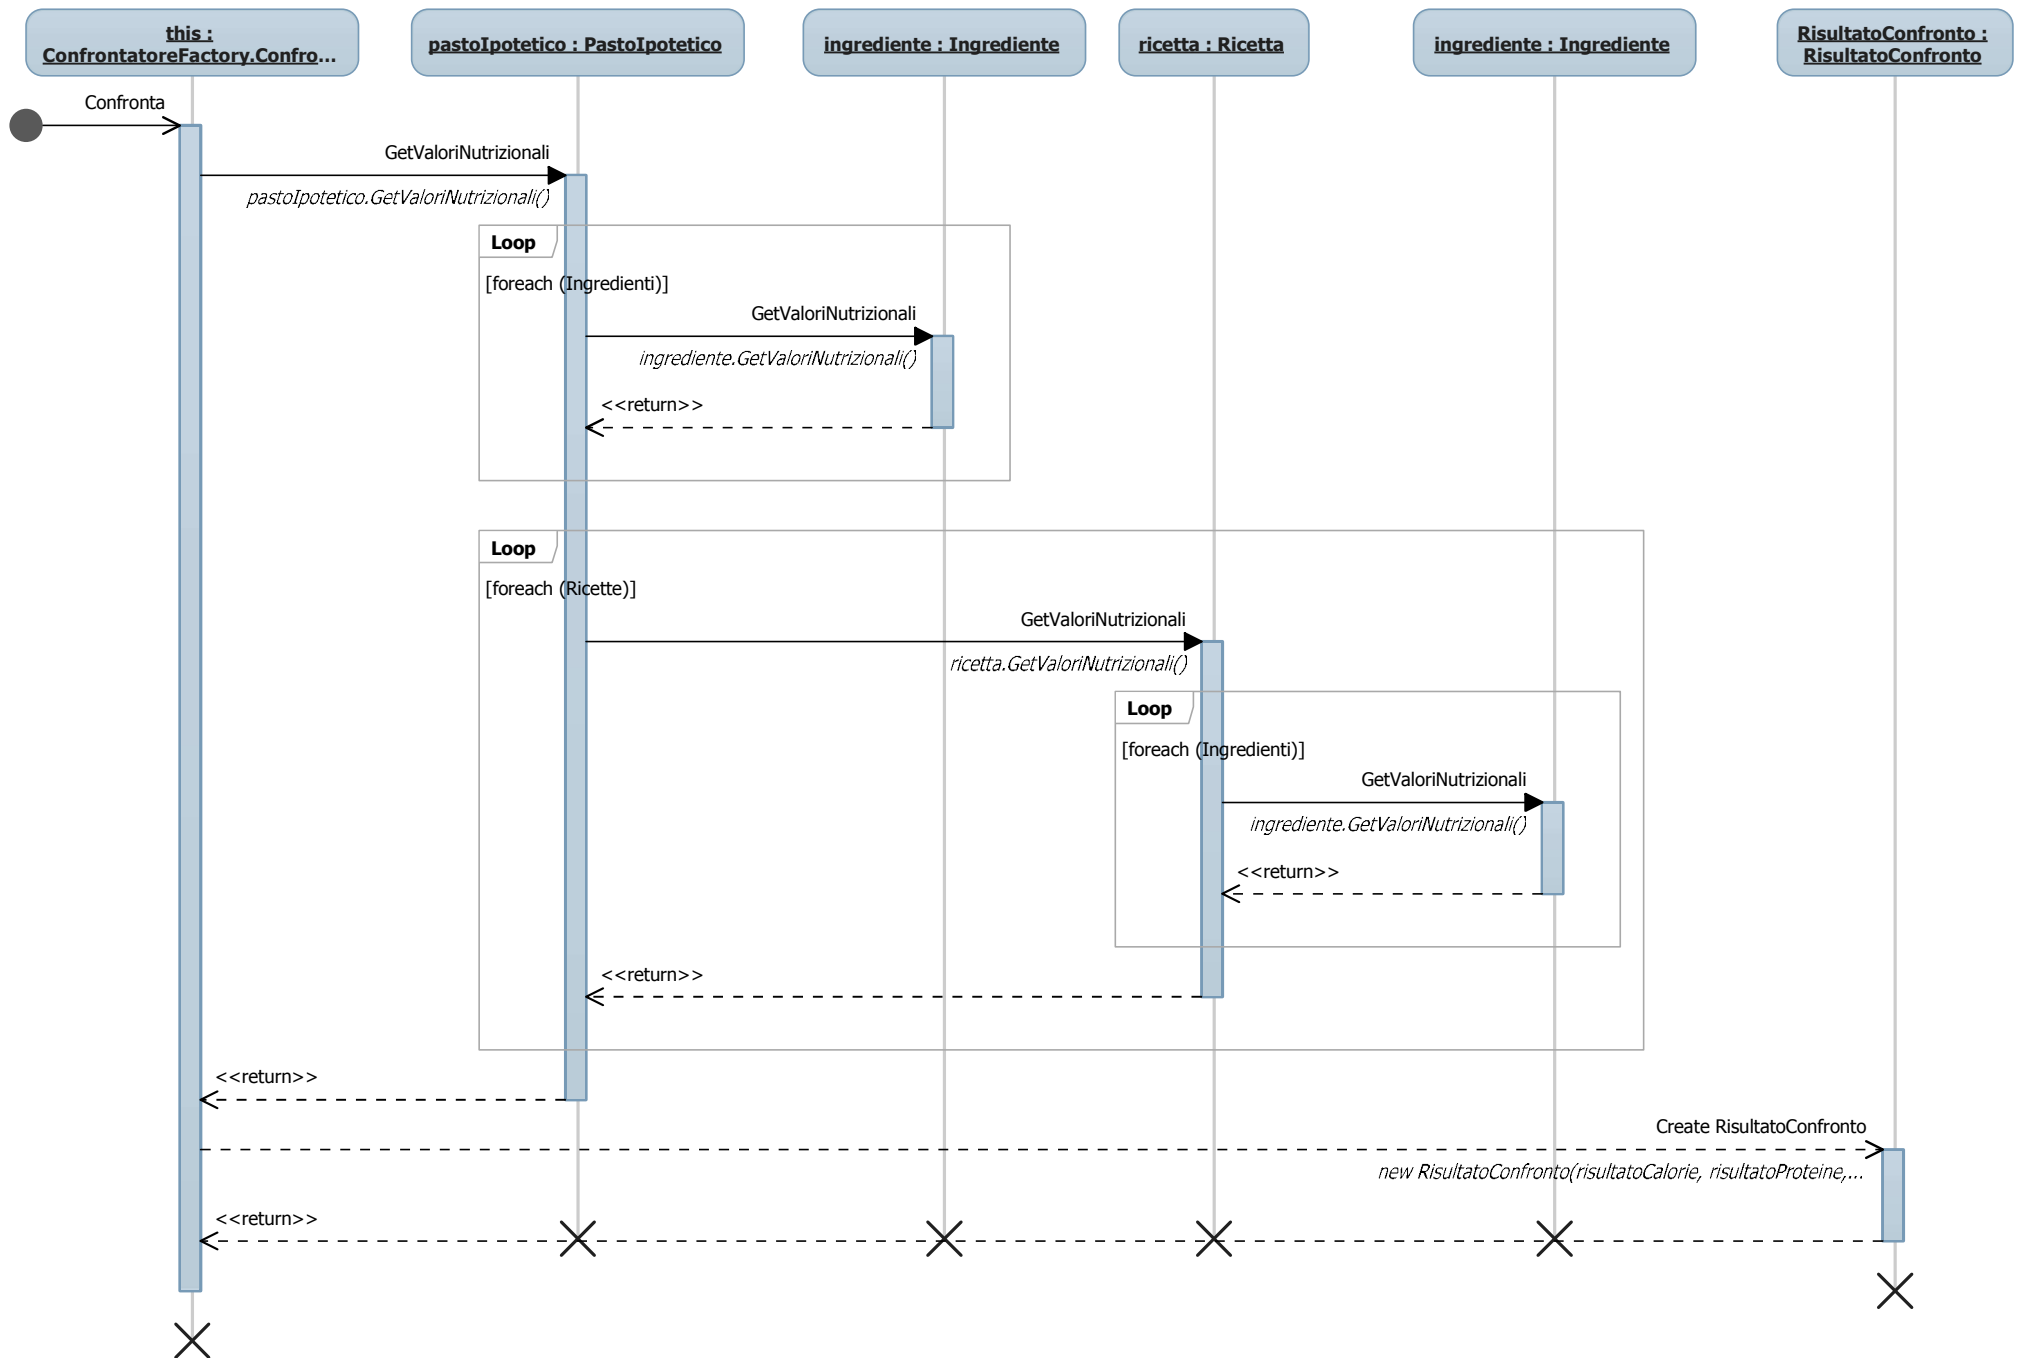 this :
ConfrontatoreFactory.Confro...
pastoIpotetico : PastoIpotetico
ingrediente : Ingrediente
ricetta : Ricetta
ingrediente : Ingrediente
RisultatoConfronto :
RisultatoConfronto
Confronta
GetValoriNutrizionali
pastoIpotetico.GetValoriNutrizionali()
Loop
[foreach (Ingredienti)]
GetValoriNutrizionali
ingrediente.GetValoriNutrizionali()
<<return>>
Loop
[foreach (Ricette)]
GetValoriNutrizionali
ricetta.GetValoriNutrizionali()
Loop
[foreach (Ingredienti)]
GetValoriNutrizionali
ingrediente.GetValoriNutrizionali()
<<return>>
<<return>>
<<return>>
Create RisultatoConfronto
new RisultatoConfronto(risultatoCalorie, risultatoProteine,...
<<return>>